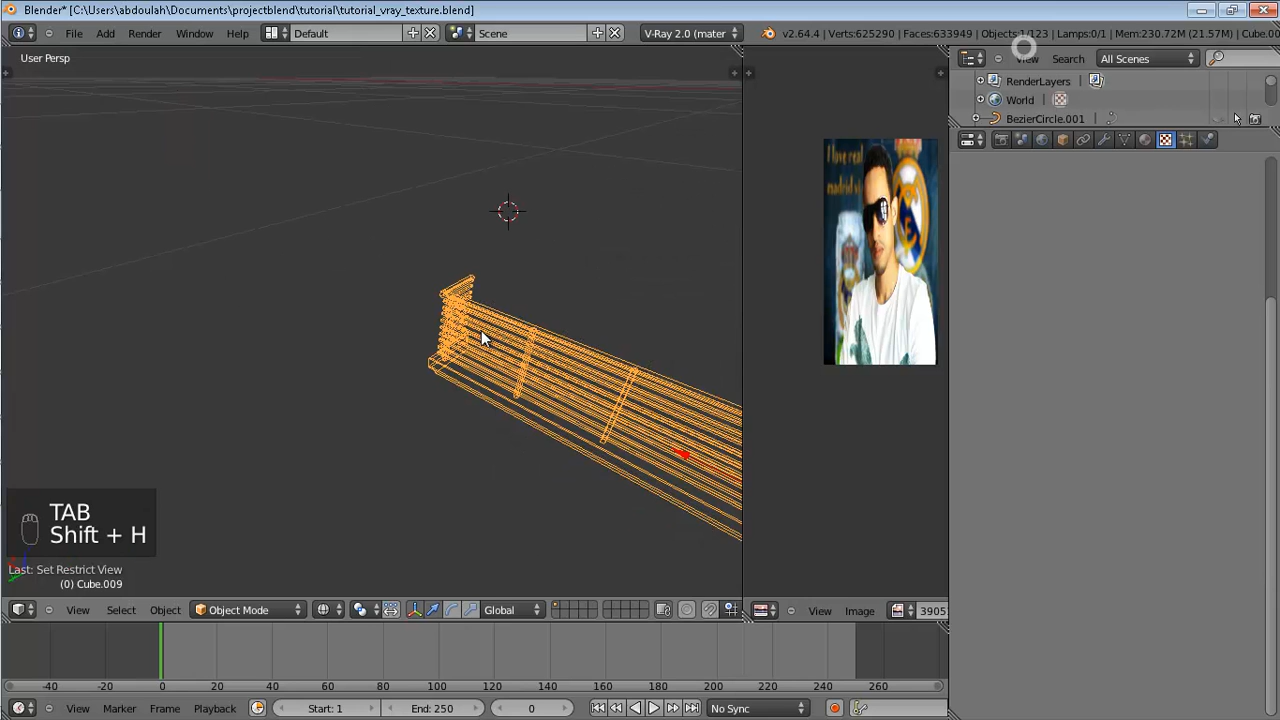 Blender* [C:\Users\abdoulah\Documents\projectblend\tutorial\tutorial_vray_texture.blend]
File Add Render Window Help Default Scene V-Ray 2.0 (mater v2.64.4 | Verts:625290 | Faces:633949 | Objects:1/123 | Lamps:0/1 | Mem:230.72M (21.57M) | Cube.00
View Search All Scenes
User Persp
RenderLayers
World
BezierCircle.001
I love real
madrid
TAB
Shift + H
Last: Set Restrict View
(0) Cube.009
View Select Object Object Mode Global View Image 3905
-40 -20 0 20 40 60 80 100 120 140 160 180 200 220 240 260
View Marker Frame Playback Start: 1 End: 250 0 No Sync